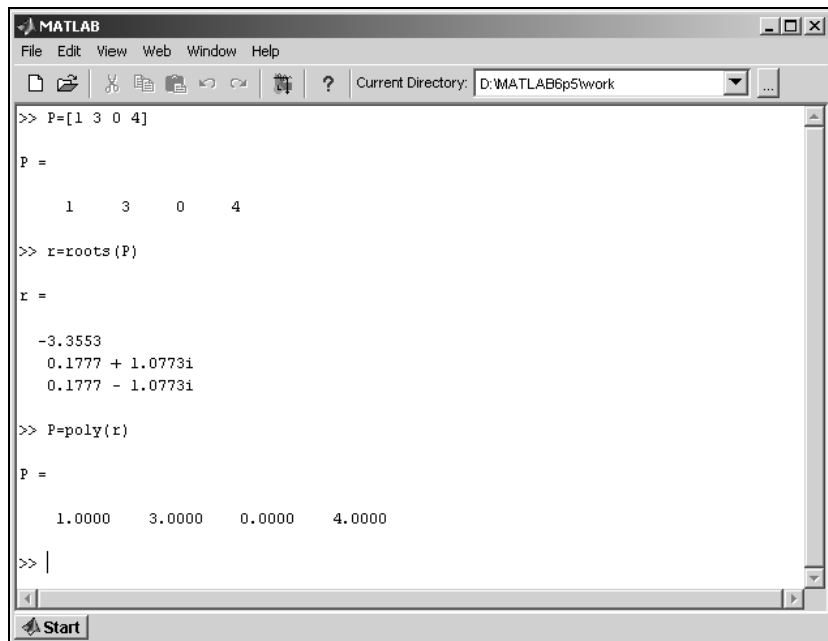 MATLAB
File Edit View Web Window Help
? Current Directory: D:\MATLAB6p5\work ...
>> P=[1 3 0 4]
P =
1 3 0 4
>> r=roots(P)
r =
-3.3553
0.1777 + 1.0773i
0.1777 - 1.0773i
>> P=poly(r)
P =
1.0000 3.0000 0.0000 4.0000
>>
Start